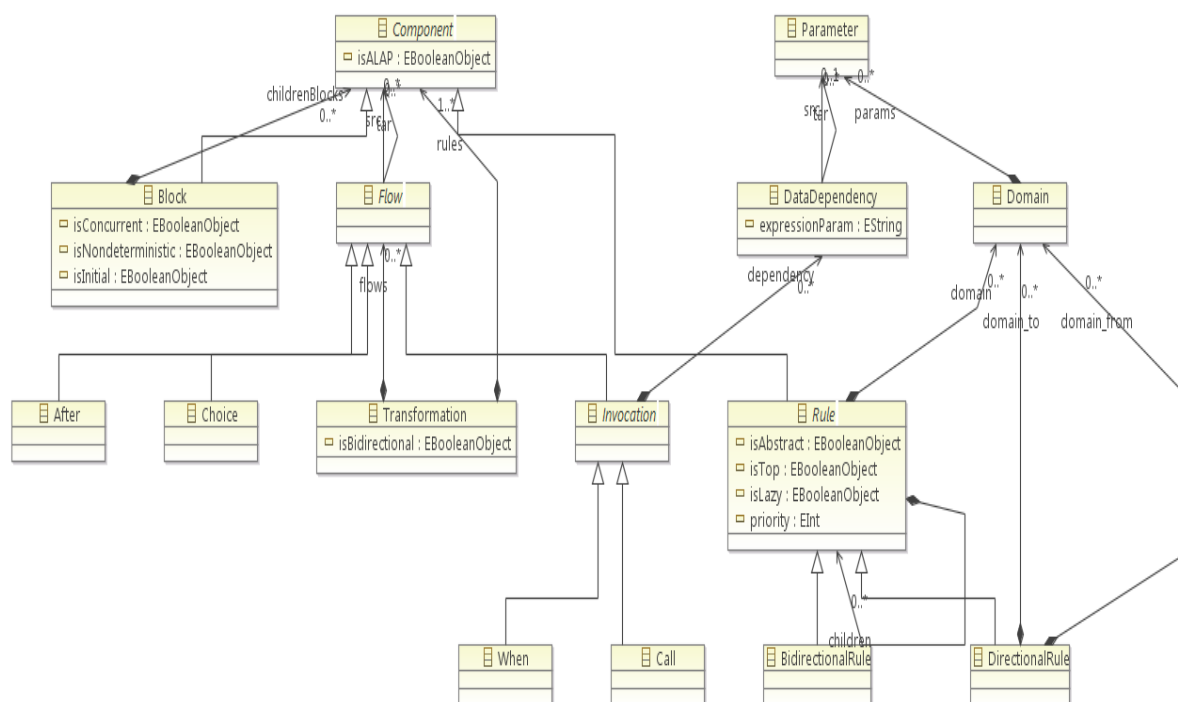 Component
isALAP : EBooleanObject
Parameter
childrenBlocks
0..*
src
tar
0..*
1..*
rules
0..1
0..*
src
tar
params
Block
isConcurrent : EBooleanObject
isNondeterministic : EBooleanObject
isInitial : EBooleanObject
Flow
DataDependency
expressionParam : EString
Domain
0..*
flows
dependency
0..*
domain
0..*
domain_to
0..*
domain_from
0..*
After
Choice
Transformation
isBidirectional : EBooleanObject
Invocation
Rule
isAbstract : EBooleanObject
isTop : EBooleanObject
isLazy : EBooleanObject
priority : EInt
0..*
children
When
Call
BidirectionalRule
DirectionalRule